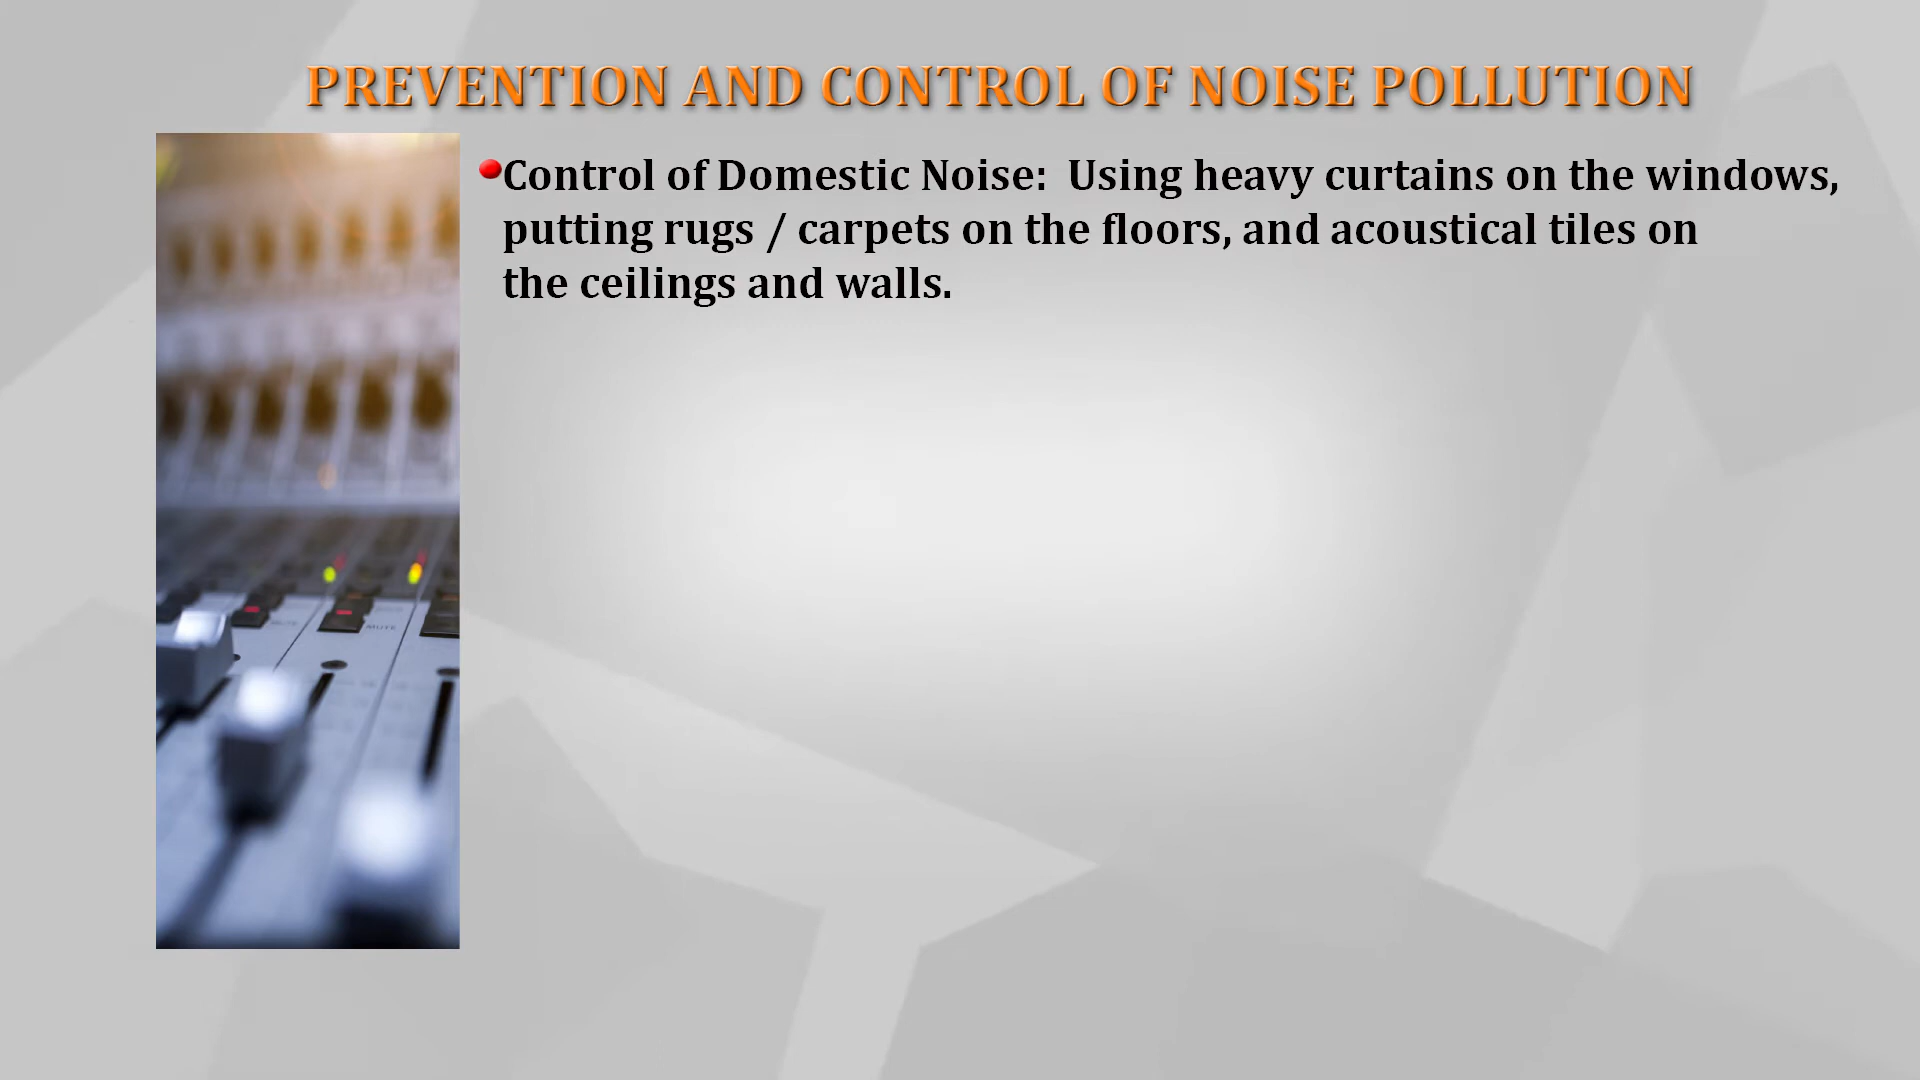 PREVENTION AND CONTROL OF NOISE POLLUTION
Control of Domestic Noise:  Using heavy curtains on the windows,
putting rugs / carpets on the floors, and acoustical tiles on
the ceilings and walls.
MUTE